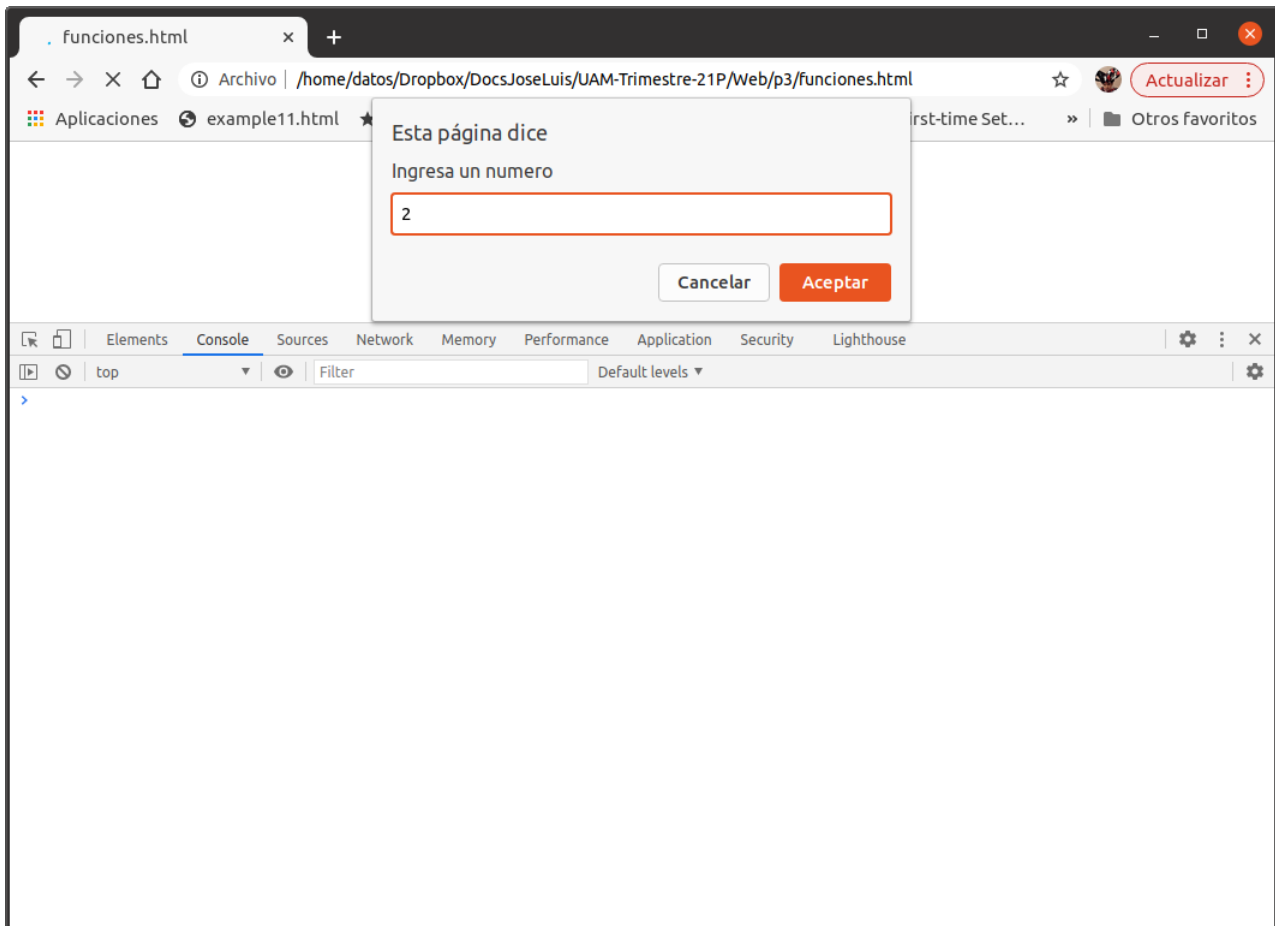 funciones.html
Archivo /home/datos/Dropbox/DocsJoseLuis/UAM-Trimestre-21P/Web/p3/funciones.html Actualizar
Aplicaciones example11.html irst-time Set... » Otros favoritos
Esta página dice
Ingresa un numero
2
Cancelar Aceptar
Elements Console Sources Network Memory Performance Application Security Lighthouse
top Filter Default levels
>